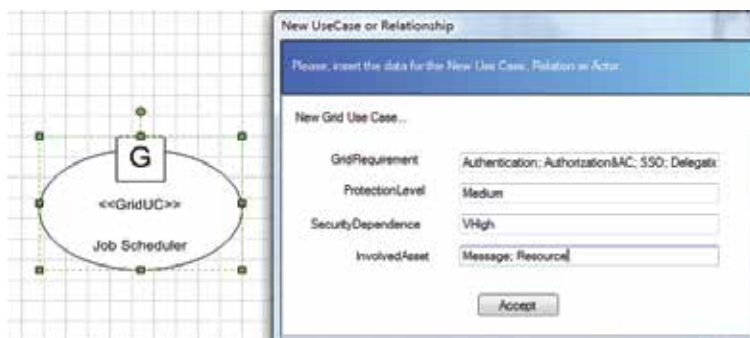 New UseCase or Relationship
Please, insert the data for the New Use Case, Relation or Actor.
New Grid Use Case...
GridRequirement Authentication; Authorization&AC; SSO; Delegatio
ProtectionLevel Medium
SecurityDependence VHigh
InvolvedAsset Message; Resource
Accept
G
<<GridUC>>
Job Scheduler